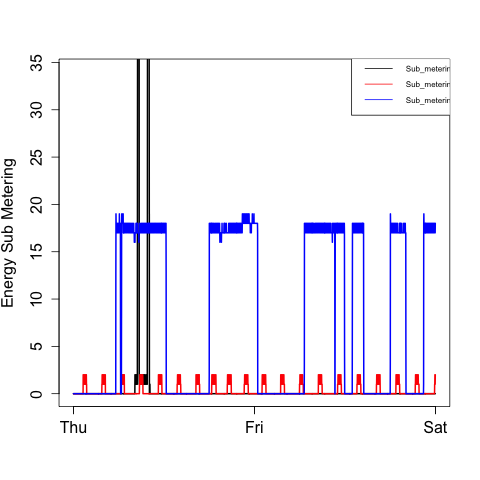 Energy Sub Metering
35
30
25
20
15
10
5
0
Thu
Fri
Sat
Sub_meterin
Sub_meterin
Sub_meterin